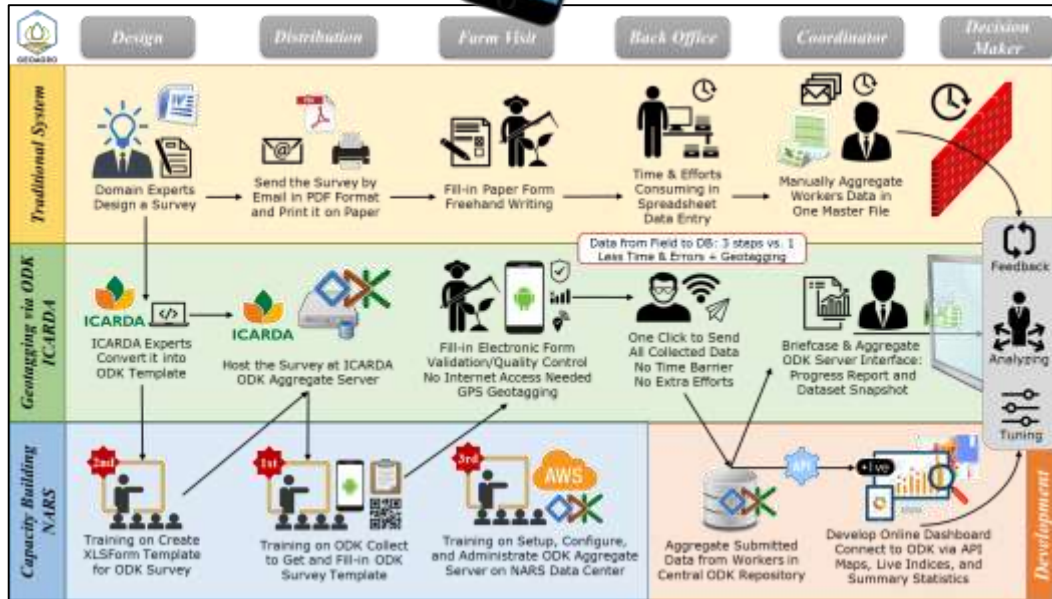 GEOAGRO
Design
Distribution
Farm Visit
Back Office
Coordinator
Decision
Maker
Traditional System
W
PDF
@
Domain Experts
Design a Survey
Send the Survey by
Email in PDF Format
and Print it on Paper
Fill-in Paper Form
Freehand Writing
Time & Efforts
Consuming in
Spreadsheet
Data Entry
Manually Aggregate
Workers Data in
One Master File
Geotagging via ODK
ICARDA
Data from Field to DB: 3 steps vs. 1
Less Time & Errors + Geotagging
ICARDA
</>
ICARDA Experts
Convert it into
ODK Template
ICARDA
Host the Survey at ICARDA
ODK Aggregate Server
Fill-in Electronic Form
Validation/Quality Control
No Internet Access Needed
GPS Geotagging
One Click to Send
All Collected Data
No Time Barrier
No Extra Efforts
Briefcase & Aggregate
ODK Server Interface:
Progress Report and
Dataset Snapshot
Feedback
Analyzing
Tuning
Capacity Building
NARS
2nd
Training on Create
XLSForm Template
for ODK Survey
1st
Training on ODK Collect
to Get and Fill-in ODK
Survey Template
3rd
AWS
Training on Setup, Configure,
and Administrate ODK Aggregate
Server on NARS Data Center
Aggregate Submitted
Data from Workers in
Central ODK Repository
API
live
Develop Online Dashboard
Connect to ODK via API
Maps, Live Indices, and
Summary Statistics
Development